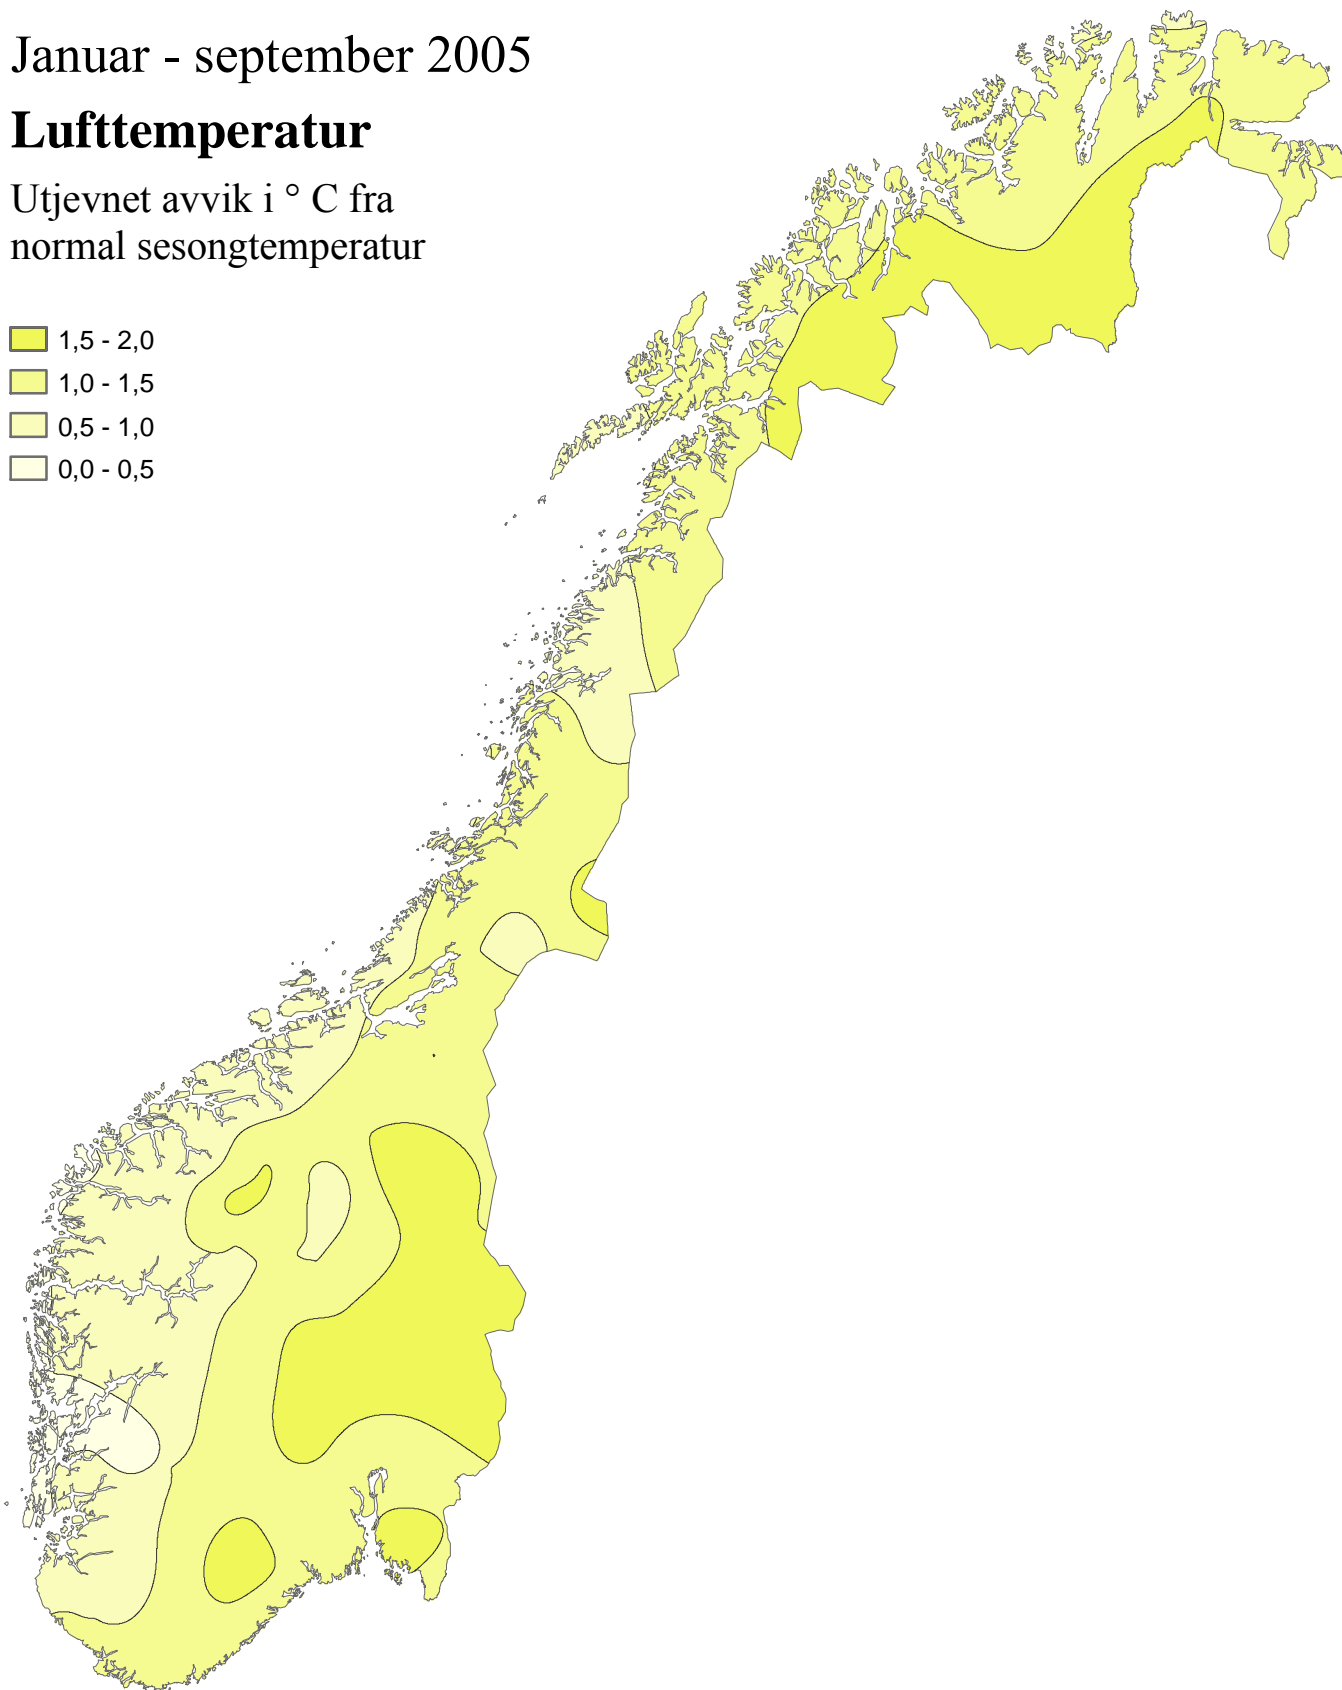 Januar - september 2005
Lufttemperatur
Utjevnet avvik i ° C fra
normal sesongtemperatur
1,5 - 2,0
1,0 - 1,5
0,5 - 1,0
0,0 - 0,5